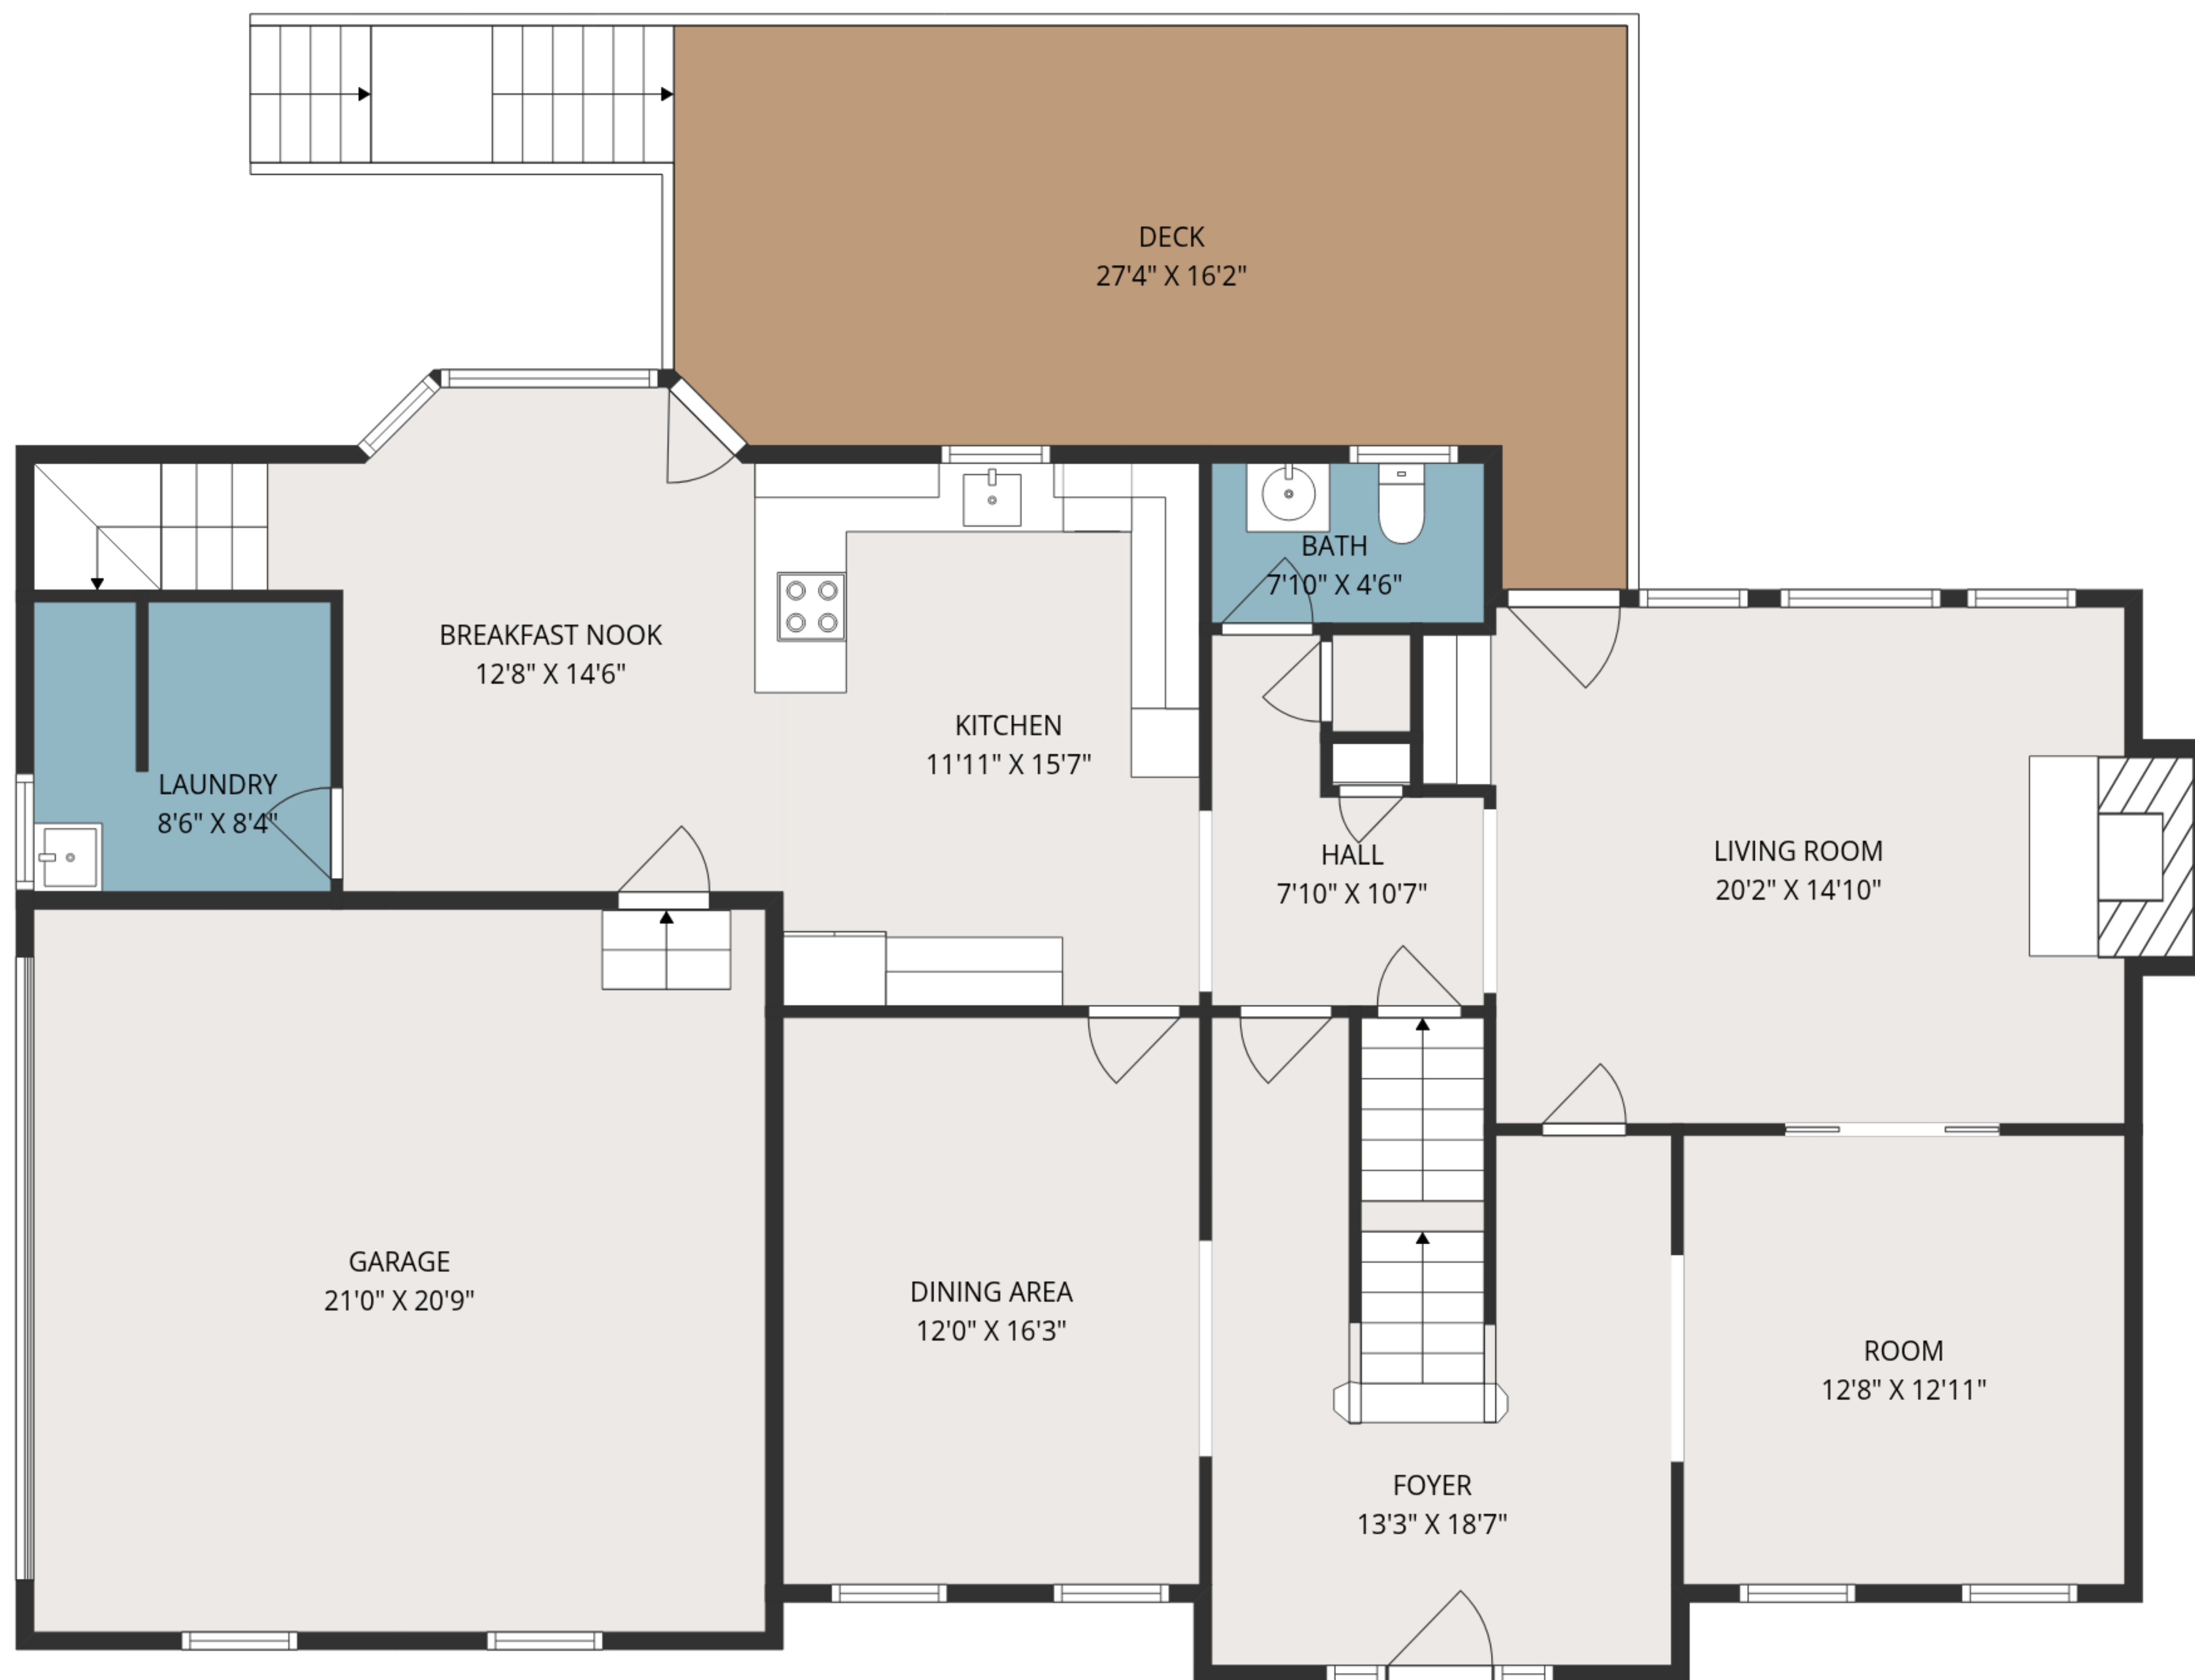 DECK
27'4" X 16'2"
BATH
7'10" X 4'6"
BREAKFAST NOOK
12'8" X 14'6"
KITCHEN
11'11" X 15'7"
LAUNDRY
8'6" X 8'4"
HALL
7'10" X 10'7"
LIVING ROOM
20'2" X 14'10"
GARAGE
21'0" X 20'9"
DINING AREA
12'0" X 16'3"
ROOM
12'8" X 12'11"
FOYER
13'3" X 18'7"